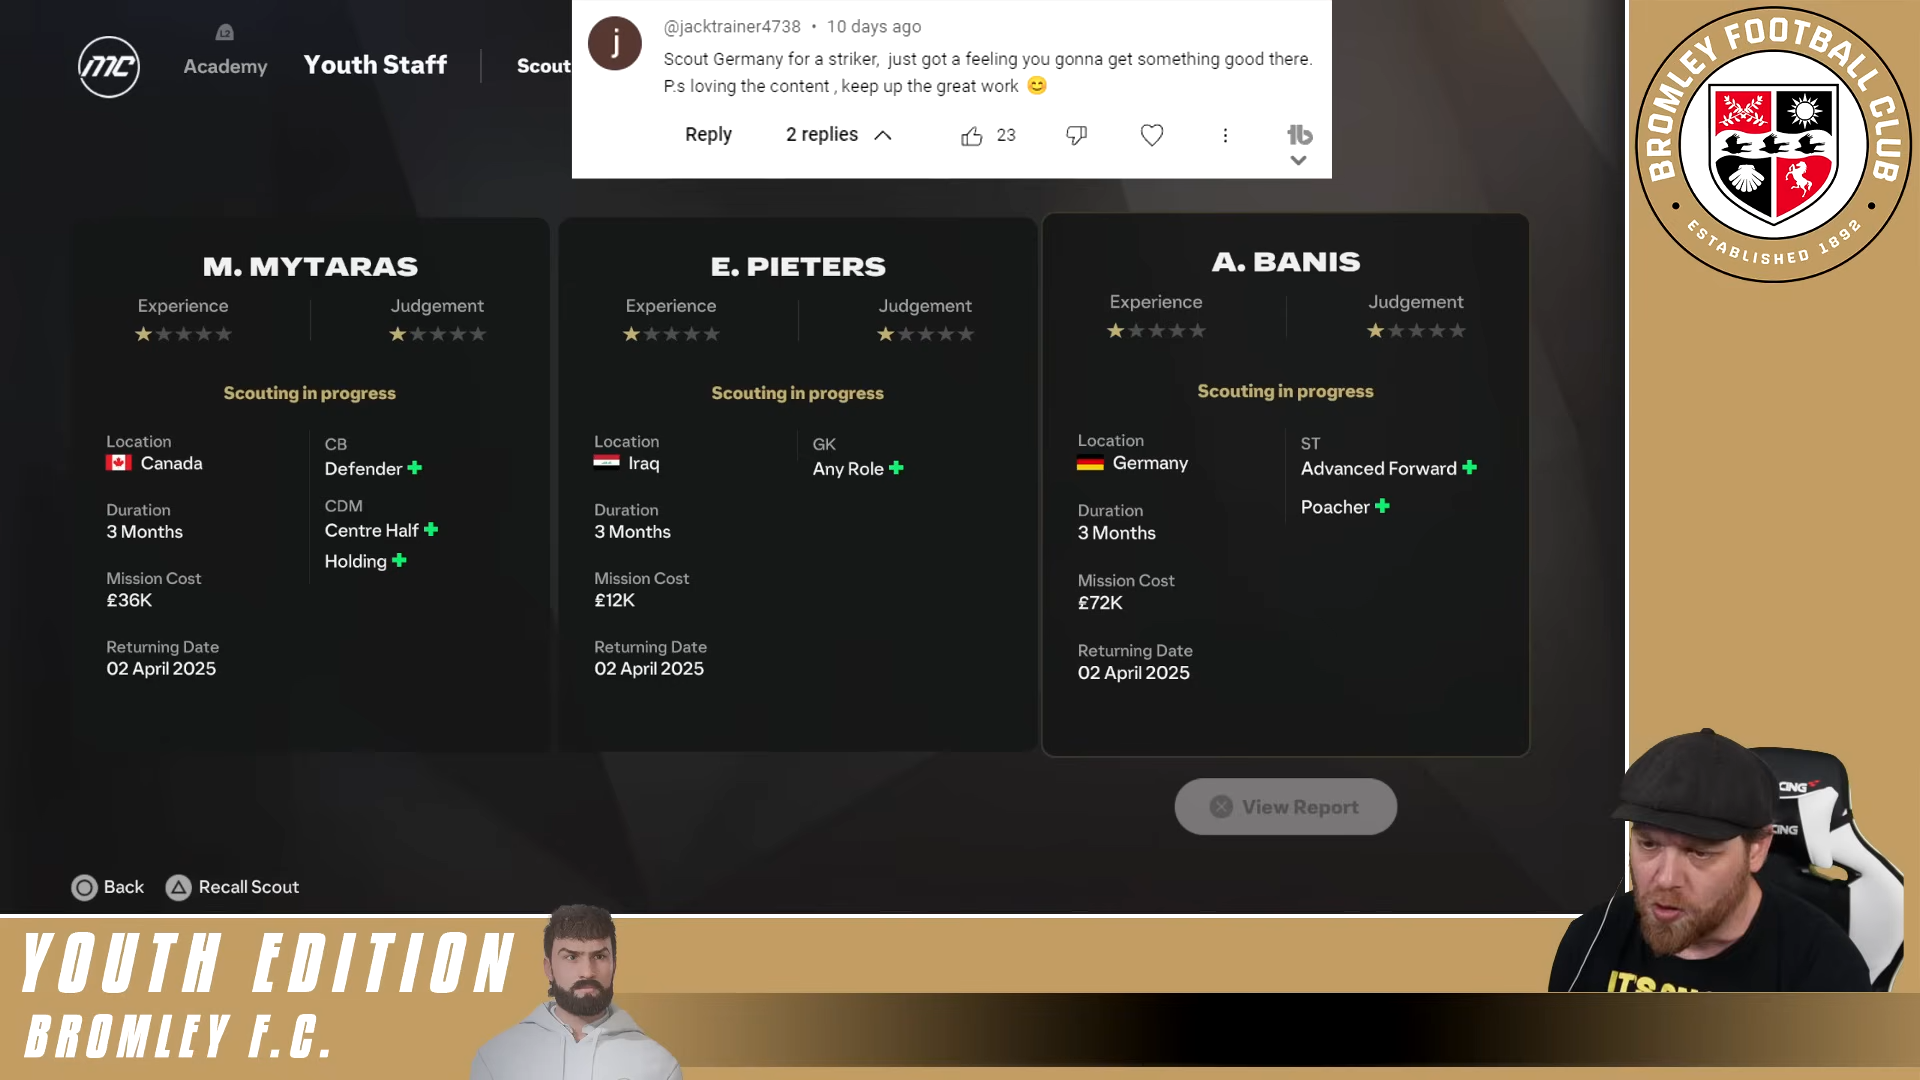 @jacktrainer4738 • 10 days ago
Scout Germany for a striker, just got a feeling you gonna get something good there.
P.s loving the content , keep up the great work 😊
Reply 2 replies 23
MC
L2
Academy Youth Staff Scout
M. MYTARAS
Experience Judgement
Scouting in progress
Location
Canada
Duration
3 Months
Mission Cost
£36K
Returning Date
02 April 2025
CB
Defender
CDM
Centre Half
Holding
E. PIETERS
Experience Judgement
Scouting in progress
Location
Iraq
Duration
3 Months
Mission Cost
£12K
Returning Date
02 April 2025
GK
Any Role
A. BANIS
Experience Judgement
Scouting in progress
Location
Germany
Duration
3 Months
Mission Cost
£72K
Returning Date
02 April 2025
ST
Advanced Forward
Poacher
View Report
Back Recall Scout
BROMLEY FOOTBALL CLUB
• ESTABLISHED 1892 •
YOUTH EDITION
BROMLEY F.C.